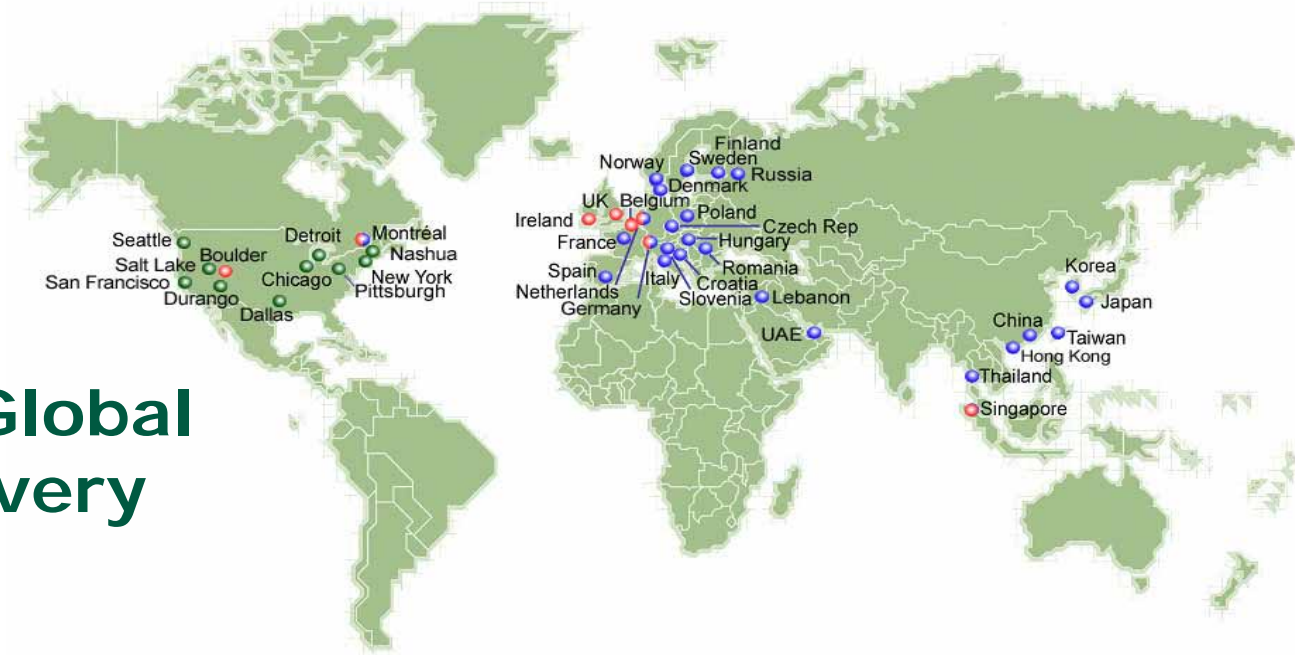 Finland
Norway Sweden
Russia
Denmark
UK Belgium
Ireland
Poland
Czech Rep
France
Hungary
Seattle
Detroit
Montréal
Boulder
Nashua
Salt Lake
Chicago
New York
San Francisco
Pittsburgh
Durango
Dallas
Spain
Italy
Romania
Croatia
Netherlands
Slovenia
Germany
Lebanon
UAE
Korea
Japan
China
Taiwan
Hong Kong
Thailand
Singapore
Global
very